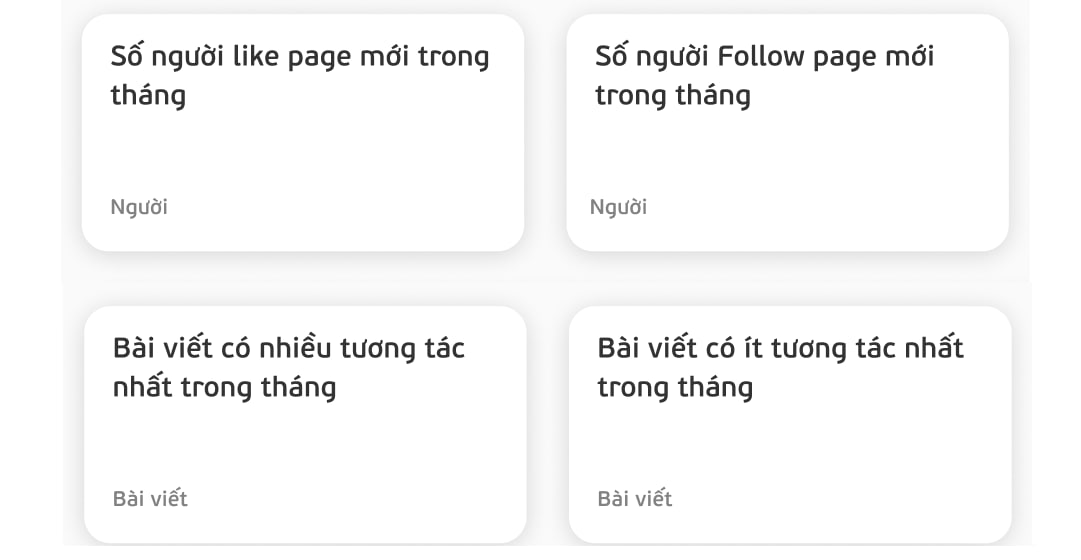 Số người like page mới trong
tháng
Người
Số người Follow page mới
trong tháng
Người
Bài viết có nhiều tương tác
nhất trong tháng
Bài viết
Bài viết có ít tương tác nhất
trong tháng
Bài viết